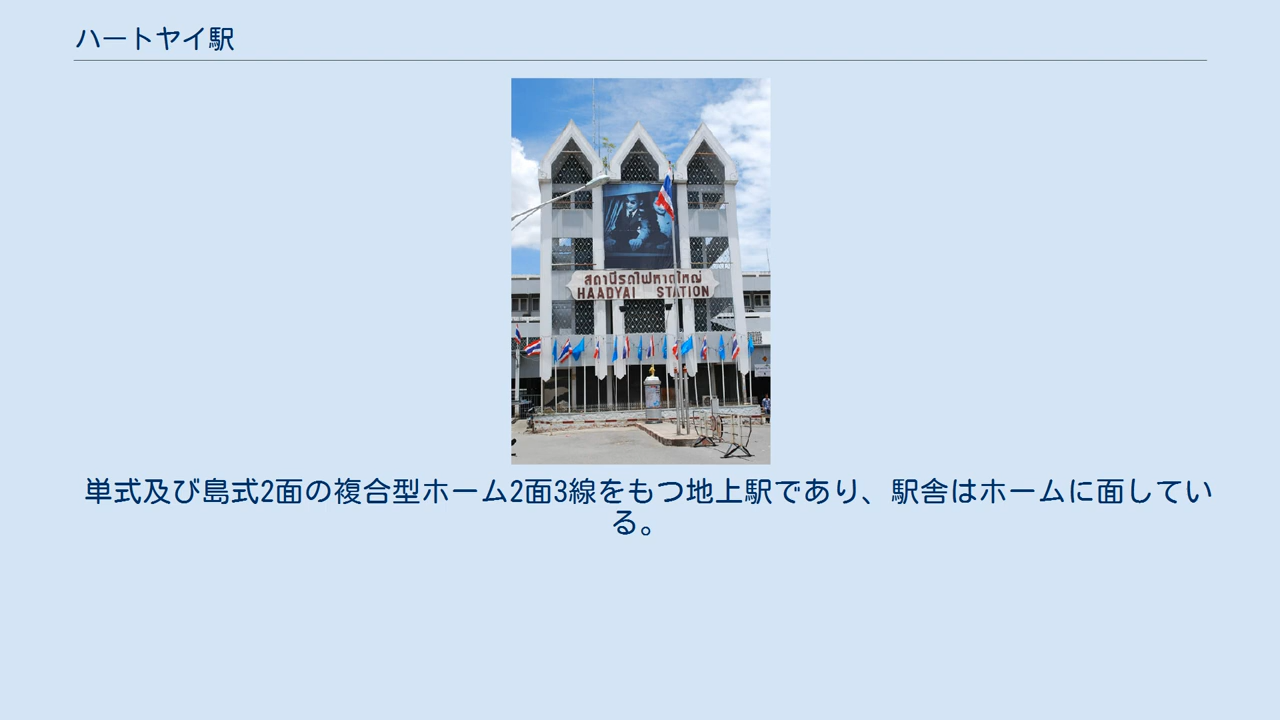 ハートヤイ駅
สถานีรถไฟหาดใหญ่
HAADYAI STATION
単式及び島式2面の複合型ホーム2面3線をもつ地上駅であり、駅舎はホームに面してい
る。